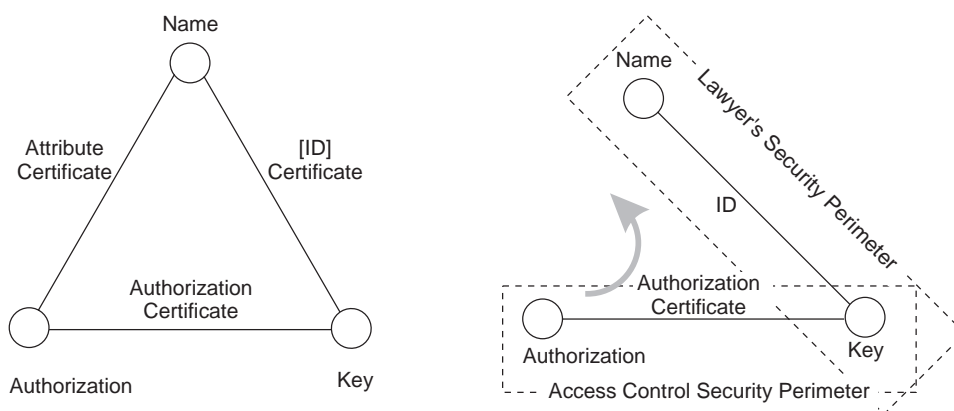 Name
Attribute
Certificate
[ID]
Certificate
Authorization
Certificate
Authorization
Key
Name
Lawyer's Security Perimeter
ID
Authorization
Certificate
Authorization
Key
Access Control Security Perimeter